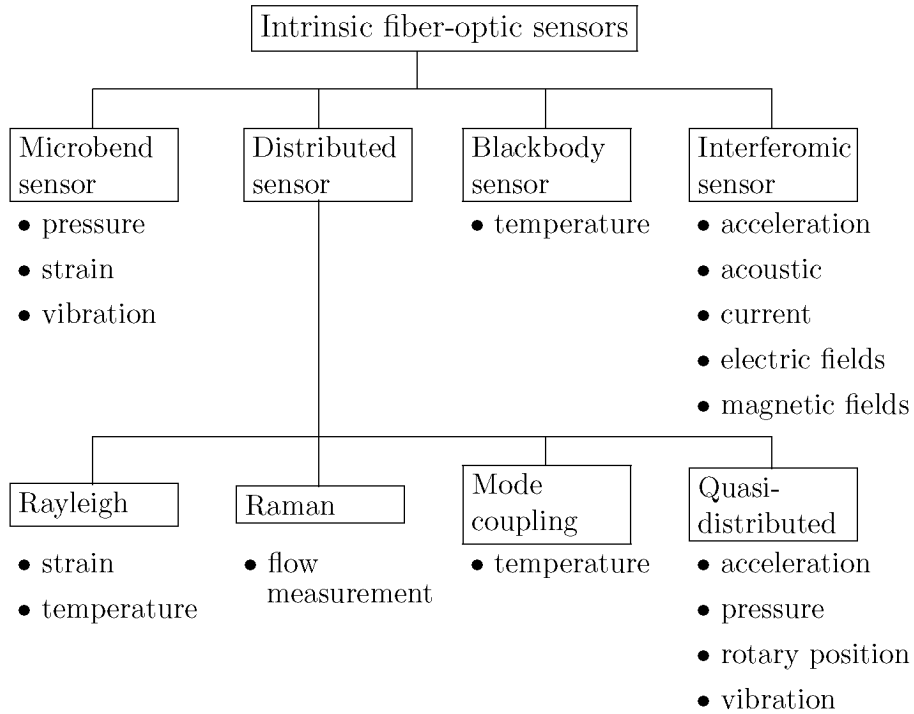 Intrinsic fiber-optic sensors
Microbend
sensor
• pressure
• strain
• vibration
Distributed
sensor
Blackbody
sensor
• temperature
Interferomic
sensor
• acceleration
• acoustic
• current
• electric fields
• magnetic fields
Rayleigh
• strain
• temperature
Raman
• flow
measurement
Mode
coupling
• temperature
Quasi-
distributed
• acceleration
• pressure
• rotary position
• vibration